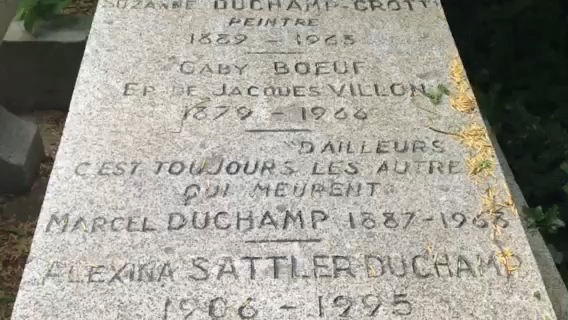 SUZANNE DUCHAMP-CROTTI
PEINTRE
1889 - 1963
GABY BOEUF
EP DE JACQUES VILLON
1879 - 1966
"D'AILLEURS
C'EST TOUJOURS LES AUTRES
QUI MEURENT"
MARCEL DUCHAMP 1887-1968
ALEXINA SATTLER DUCHAMP
1906 - 1995